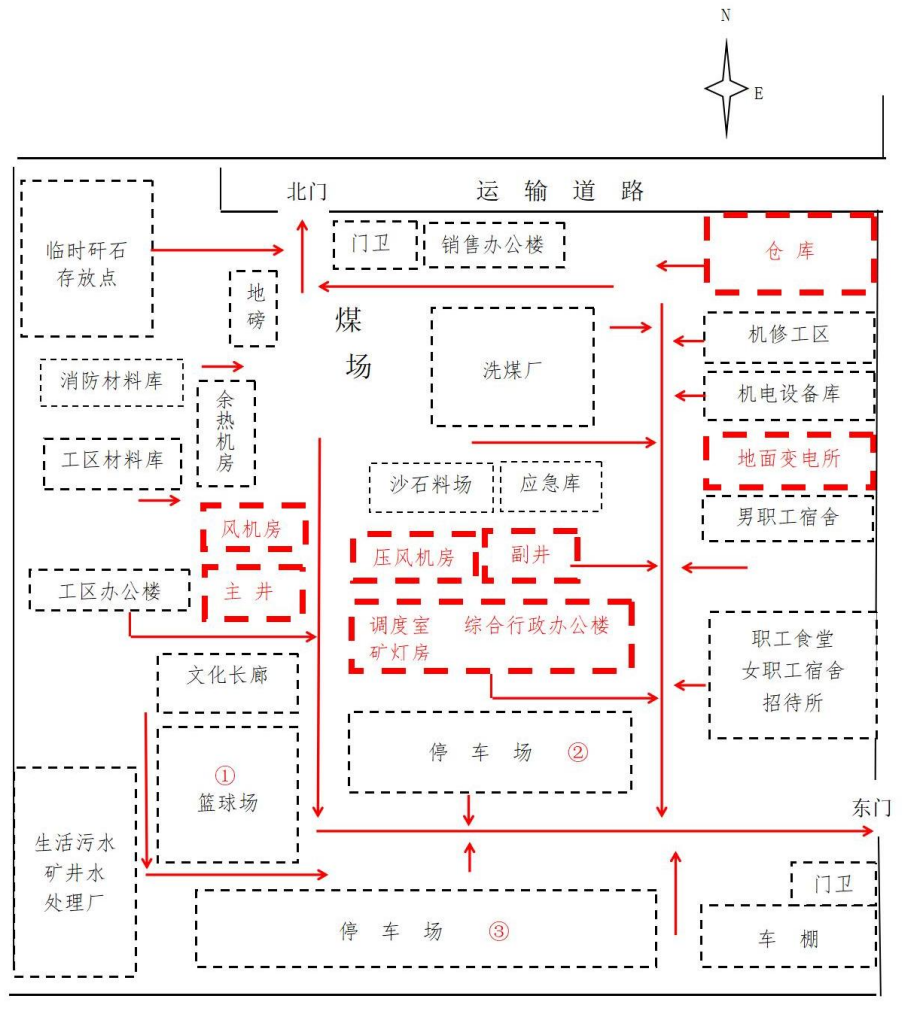 N
E
北门
运 输 道 路
临时矸石
存放点
门卫
销售办公楼
仓 库
地
磅
煤
场
洗煤厂
机修工区
消防材料库
余
热
机
房
机电设备库
工区材料库
沙石料场
应急库
地面变电所
男职工宿舍
风机房
压风机房
副井
工区办公楼
主 井
调度室 综合行政办公楼
矿灯房
职工食堂
女职工宿舍
招待所
文化长廊
停 车 场 ②
①
篮球场
东门
生活污水
矿井水
处理厂
门卫
停 车 场 ③
车 棚